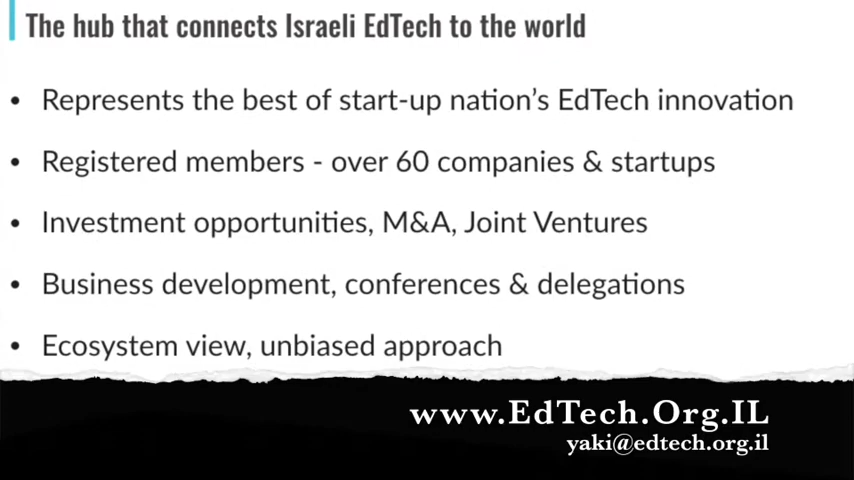 The hub that connects Israeli EdTech to the world
• Represents the best of start-up nation's EdTech innovation
• Registered members - over 60 companies & startups
• Investment opportunities, M&A, Joint Ventures
• Business development, conferences & delegations
• Ecosystem view, unbiased approach
www.EdTech.Org.IL
yaki@edtech.org.il